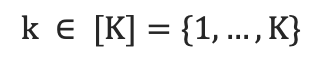 k ∈ [K] = {1, ..., K}